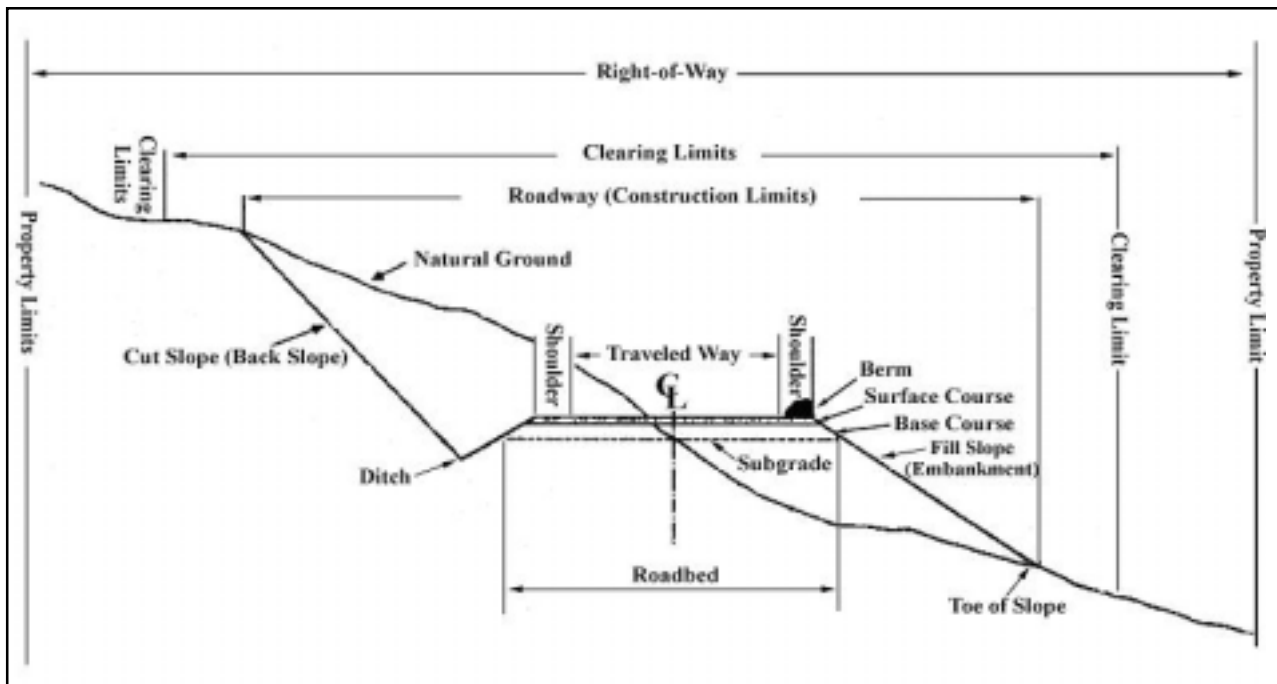 Right-of-Way
Clearing Limits
Clearing
Limits
Roadway (Construction Limits)
Property Limits
Natural Ground
Clearing Limit
Property Limit
Cut Slope (Back Slope)
Shoulder
Traveled Way
Shoulder
Berm
CL
Surface Course
Base Course
Fill Slope
(Embankment)
Subgrade
Ditch
Roadbed
Toe of Slope